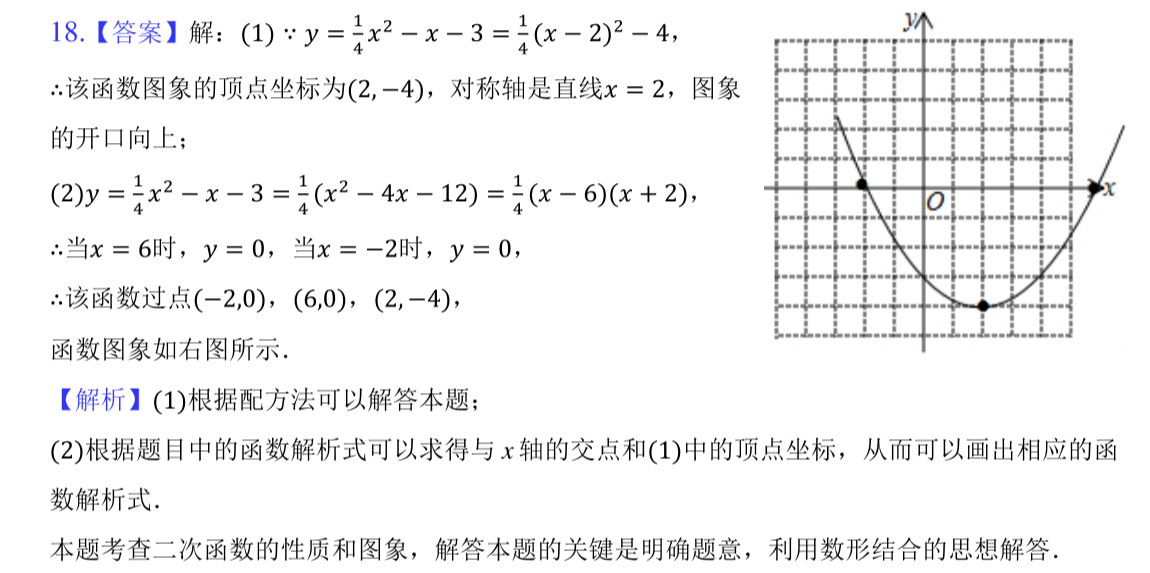 18.【答案】解：(1) ∵ y = 1/4 x² − x − 3 = 1/4 (x − 2)² − 4，
∴该函数图象的顶点坐标为(2, −4)，对称轴是直线x = 2，图象
的开口向上；
(2)y = 1/4 x² − x − 3 = 1/4 (x² − 4x − 12) = 1/4 (x − 6)(x + 2)，
∴当x = 6时，y = 0，当x = −2时，y = 0，
∴该函数过点(−2,0)，(6,0)，(2, −4)，
函数图象如右图所示．
y
O
x
【解析】(1)根据配方法可以解答本题；
(2)根据题目中的函数解析式可以求得与 x 轴的交点和(1)中的顶点坐标，从而可以画出相应的函
数解析式．
本题考查二次函数的性质和图象，解答本题的关键是明确题意，利用数形结合的思想解答．